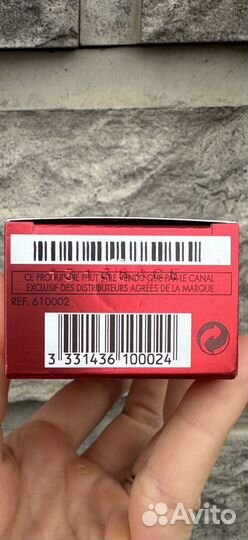 CE PRODUIT NE PEUT ÊTRE VENDU QUE PAR LE CANAL
EXCLUSIF DES DISTRIBUTEURS AGRÉÉS DE LA MARQUE
REF. 610002
3 331436 100024
Avito